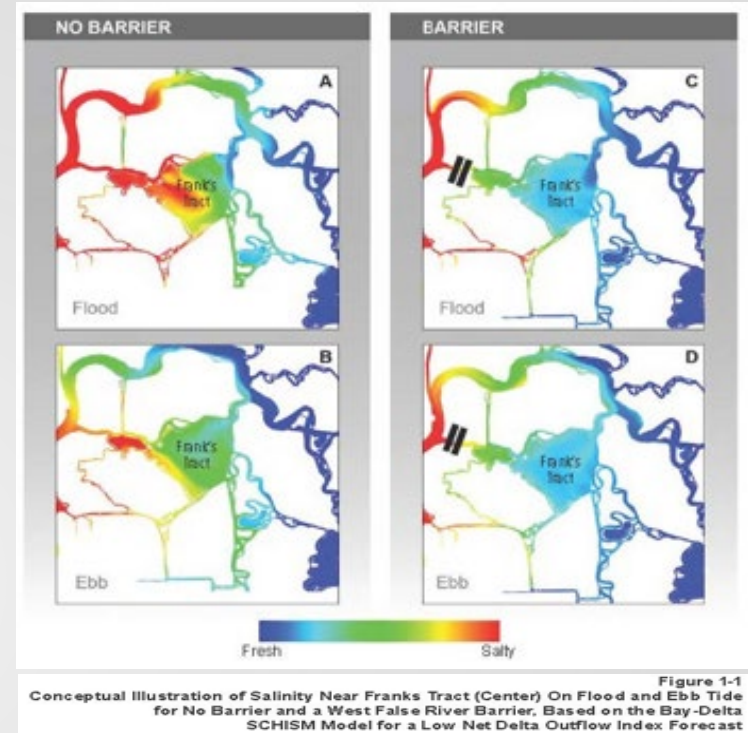 NO BARRIER
BARRIER
A
Frank's
Tract
Flood
C
Frank's
Tract
Flood
B
Frank's
Tract
Ebb
D
Frank's
Tract
Ebb
Fresh
Salty
Figure 1-1
Conceptual Illustration of Salinity Near Franks Tract (Center) On Flood and Ebb Tide
for No Barrier and a West False River Barrier, Based on the Bay-Delta
SCHISM Model for a Low Net Delta Outflow Index Forecast